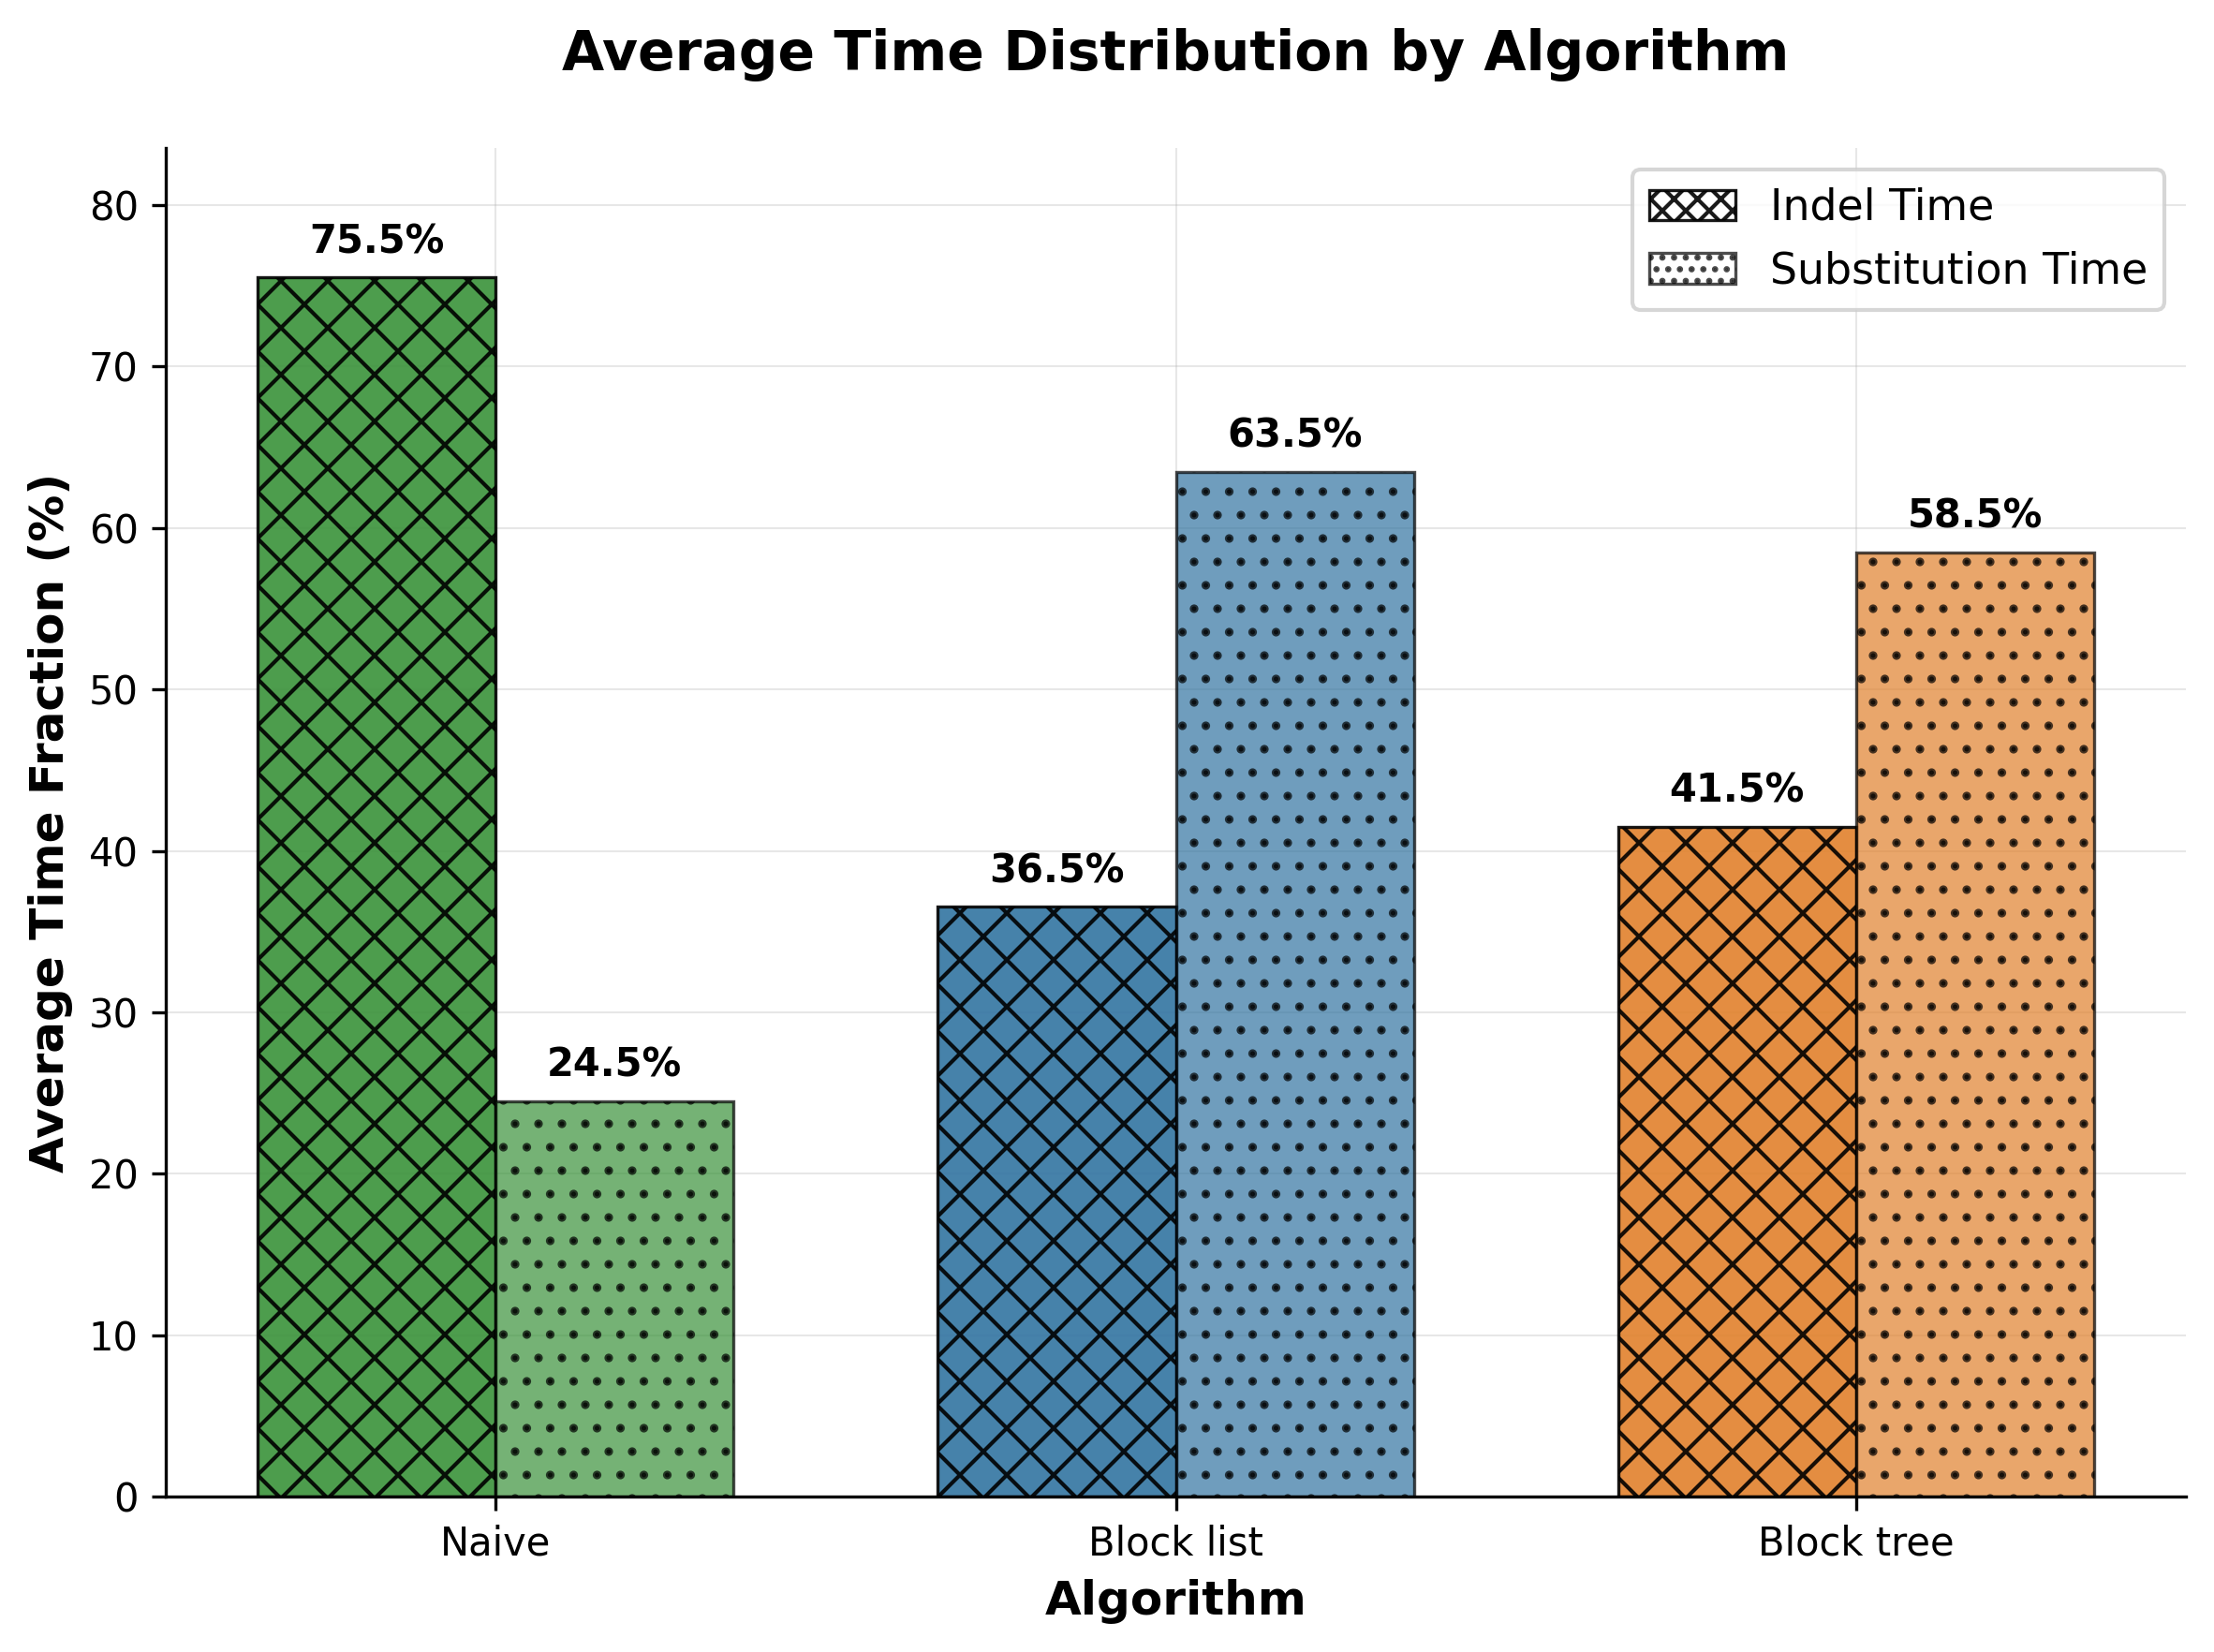 Average Time Distribution by Algorithm
Average Time Fraction (%)
80
70
60
50
40
30
20
10
0
75.5%
24.5%
36.5%
63.5%
41.5%
58.5%
Indel Time
Substitution Time
Naive
Block list
Block tree
Algorithm